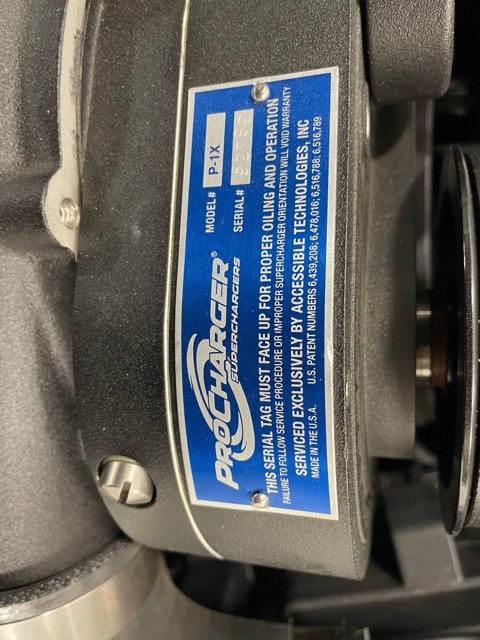 PROCHARGER®
SUPERCHARGERS
MODEL# P-1X
SERIAL#
THIS SERIAL TAG MUST FACE UP FOR PROPER OILING AND OPERATION
FAILURE TO FOLLOW SERVICE PROCEDURE OR IMPROPER SUPERCHARGER ORIENTATION WILL VOID WARRANTY
SERVICED EXCLUSIVELY BY ACCESSIBLE TECHNOLOGIES, INC
MADE IN THE U.S.A. U.S. PATENT NUMBERS 6,439,208; 6,478,016; 6,516,788; 6,516,789